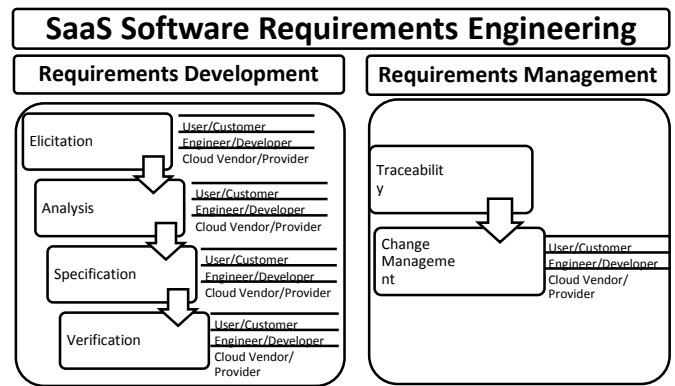 SaaS Software Requirements Engineering
Requirements Development
Elicitation
User/Customer
Engineer/Developer
Cloud Vendor/Provider
Analysis
User/Customer
Engineer/Developer
Cloud Vendor/Provider
Specification
User/Customer
Engineer/Developer
Cloud Vendor/Provider
Verification
User/Customer
Engineer/Developer
Cloud Vendor/
Provider
Requirements Management
Traceabilit
y
Change
Manageme
nt
User/Customer
Engineer/Developer
Cloud Vendor/
Provider